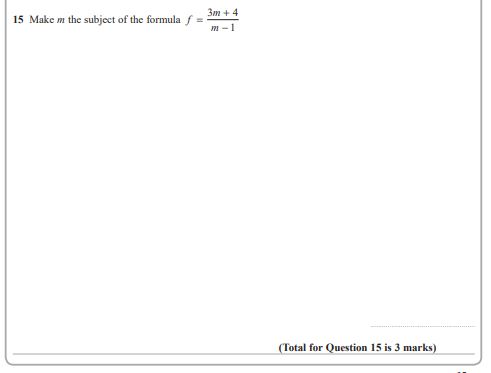 15 Make m the subject of the formula f = \frac{3m + 4}{m − 1}
(Total for Question 15 is 3 marks)